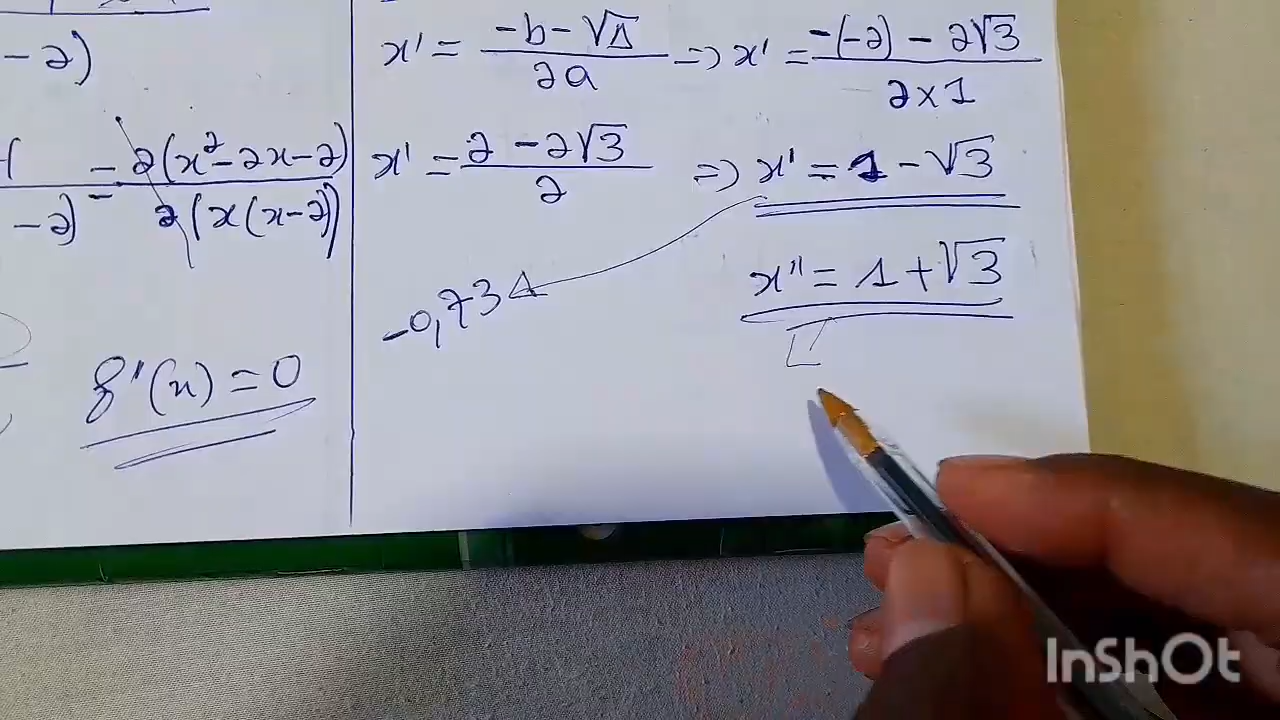 - 2)
= 2(x² - 2x - 2) / 2(x(x - 2))
- 2)
g'(x) = 0
x' = (-b - √Δ) / 2a => x' = (-(-2) - 2√3) / 2×1
x' = (2 - 2√3) / 2 => x' = 1 - √3
-0,73
x'' = 1 + √3
InShOt